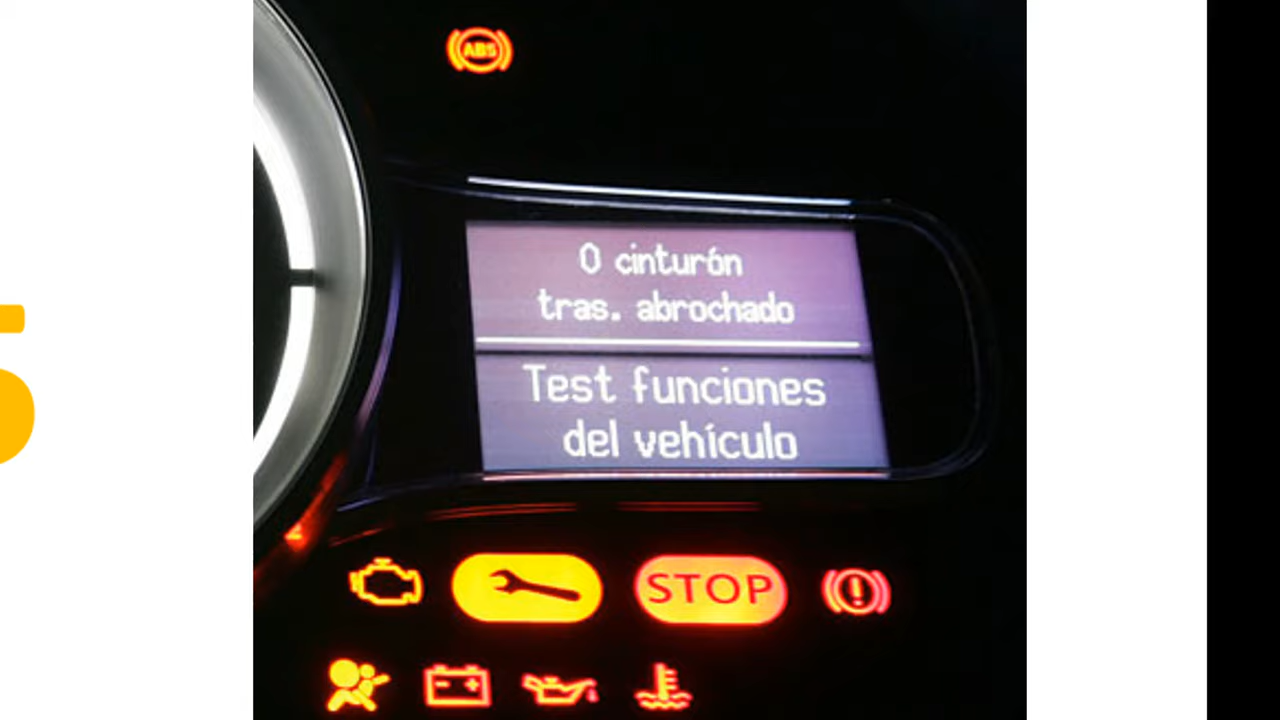 ABS
0 cinturón
tras. abrochado
Test funciones
del vehículo
STOP